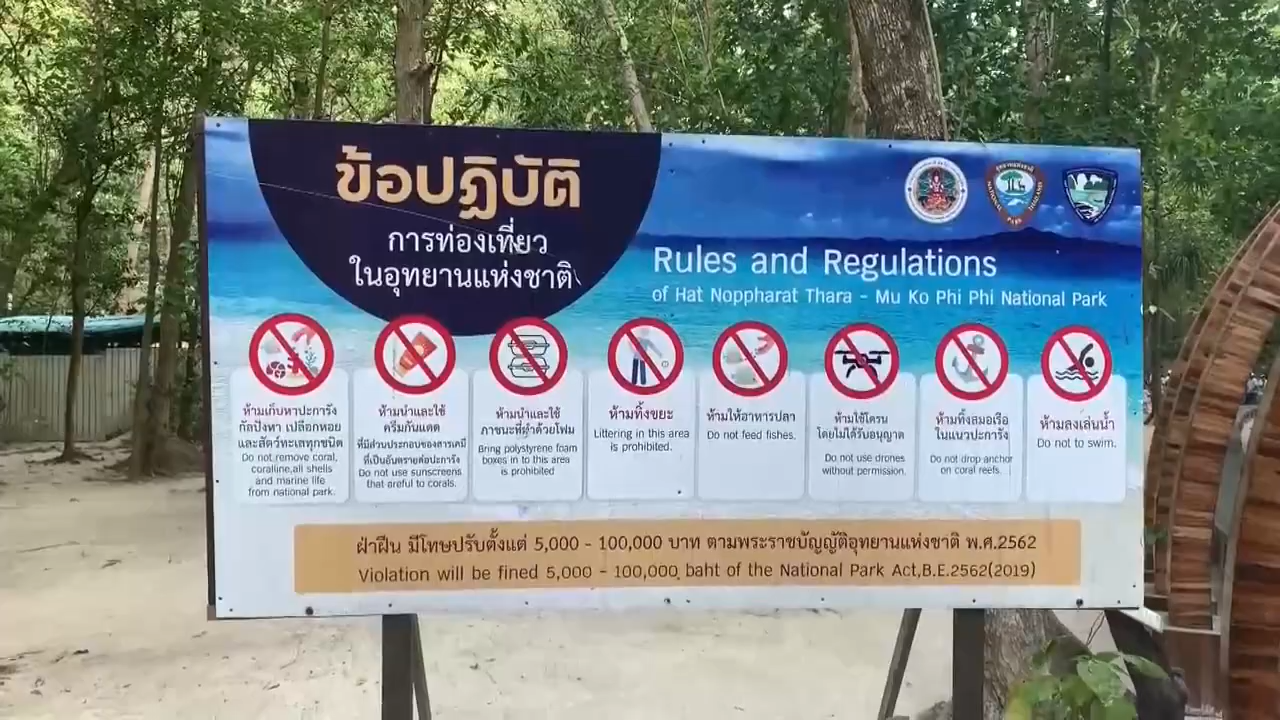 ข้อปฏิบัติ
การท่องเที่ยว
ในอุทยานแห่งชาติ
Rules and Regulations
of Hat Noppharat Thara - Mu Ko Phi Phi National Park
ห้ามเก็บหาปะการัง
กัลปังหา เปลือกหอย
และสัตว์ทะเลทุกชนิด
Do not remove coral,
coralline,all shells
and marine life
from national park.
ห้ามนำและใช้
ครีมกันแดด
ที่มีส่วนประกอบของสารเคมี
ที่เป็นอันตรายต่อปะการัง
Do not use sunscreens
that areful to corals.
ห้ามนำและใช้
ภาชนะที่ทำด้วยโฟม
Bring polystyrene foam
boxes in to this area
is prohibited
ห้ามทิ้งขยะ
Littering in this area
is prohibited.
ห้ามให้อาหารปลา
Do not feed fishes.
ห้ามใช้โดรน
โดยไม่ได้รับอนุญาต
Do not use drones
without permission.
ห้ามทิ้งสมอเรือ
ในแนวปะการัง
Do not drop anchor
on coral reefs.
ห้ามลงเล่นน้ำ
Do not to swim.
ฝ่าฝืน มีโทษปรับตั้งแต่ 5,000 - 100,000 บาท ตามพระราชบัญญัติอุทยานแห่งชาติ พ.ศ.2562
Violation will be fined 5,000 - 100,000 baht of the National Park Act,B.E.2562(2019)